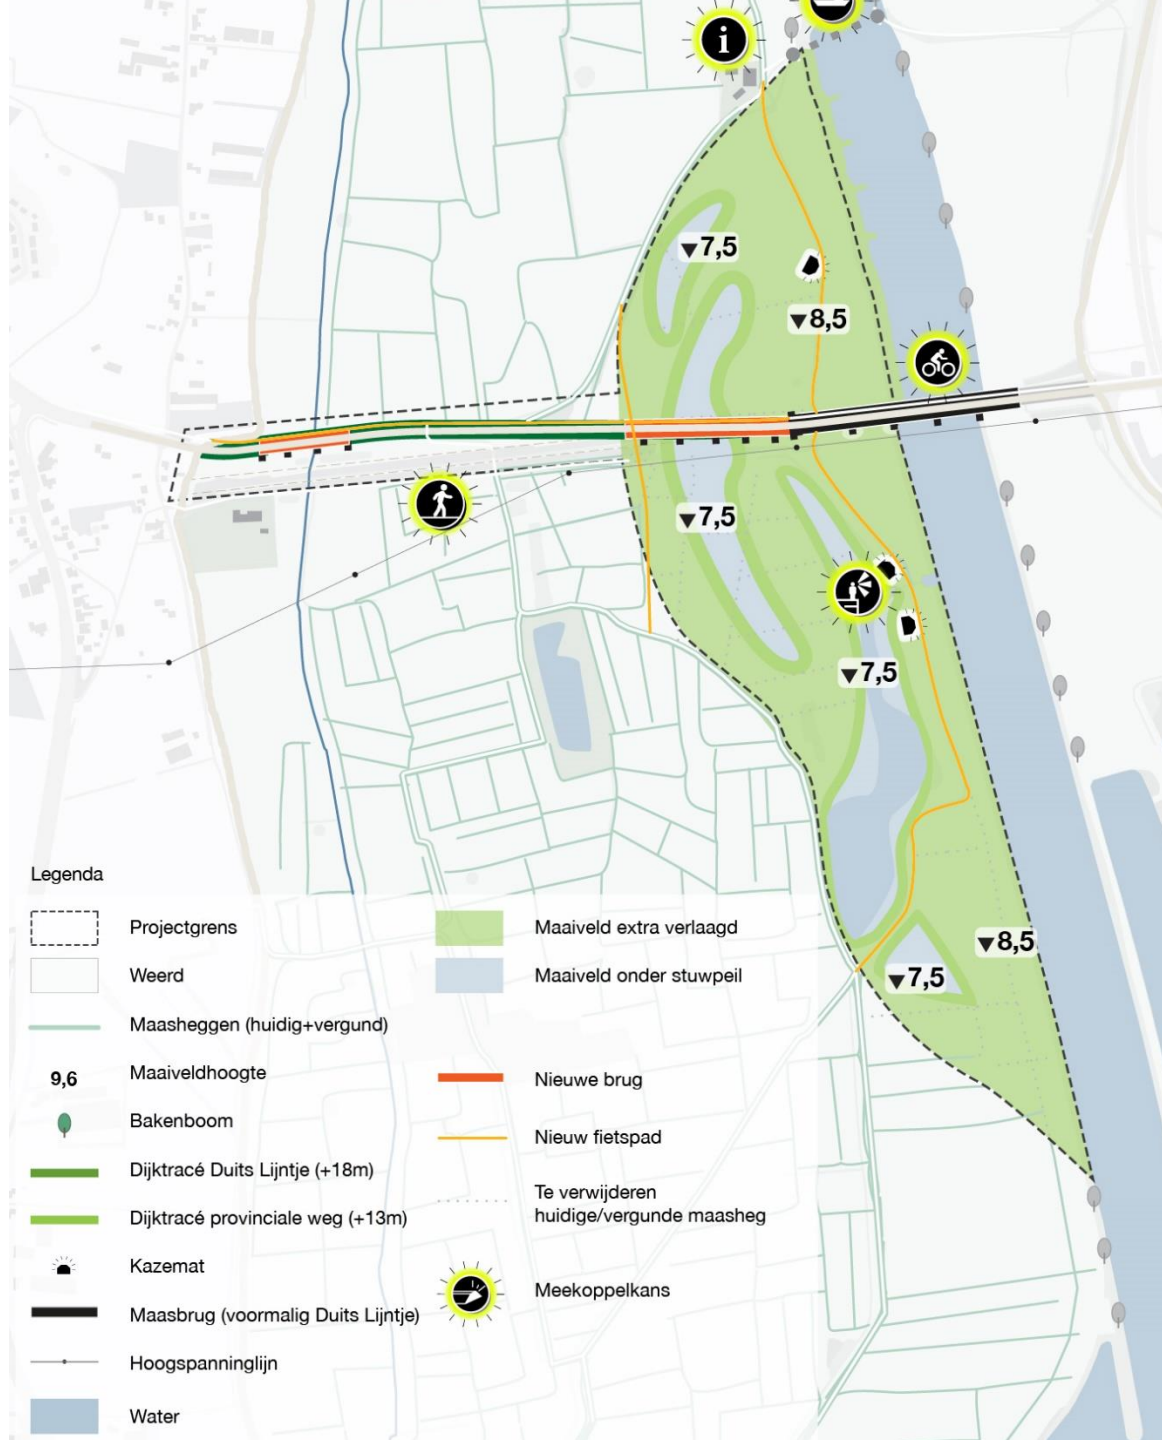 i
▼7,5
▼8,5
▼7,5
▼7,5
▼8,5
▼7,5
Legenda
Projectgrens
Weerd
Maasheggen (huidig+vergund)
9,6 Maaiveldhoogte
Bakenboom
Dijktracé Duits Lijntje (+18m)
Dijktracé provinciale weg (+13m)
Kazemat
Maasbrug (voormalig Duits Lijntje)
Hoogspanninglijn
Water
Maaiveld extra verlaagd
Maaiveld onder stuwpeil
Nieuwe brug
Nieuw fietspad
Te verwijderen
huidige/vergunde maasheg
Meekoppelkans